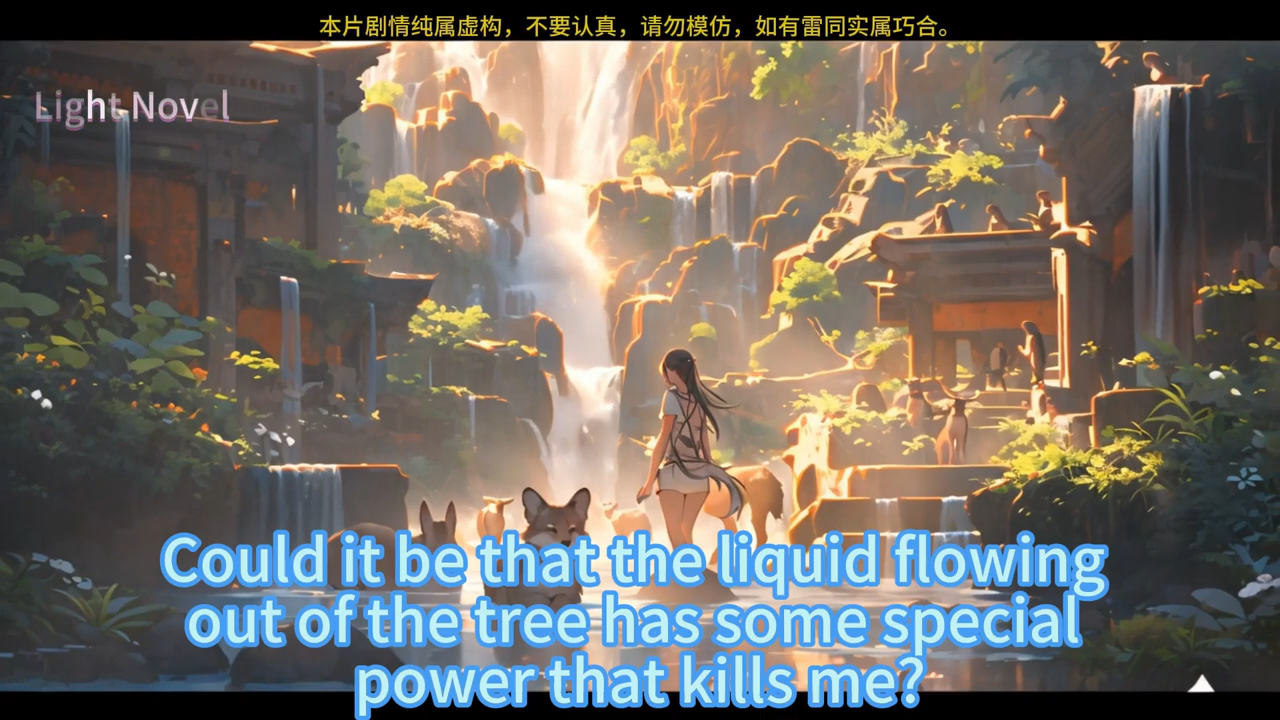 本片剧情纯属虚构，不要认真，请勿模仿，如有雷同实属巧合。
Light Novel
Could it be that the liquid flowing
out of the tree has some special
power that kills me?